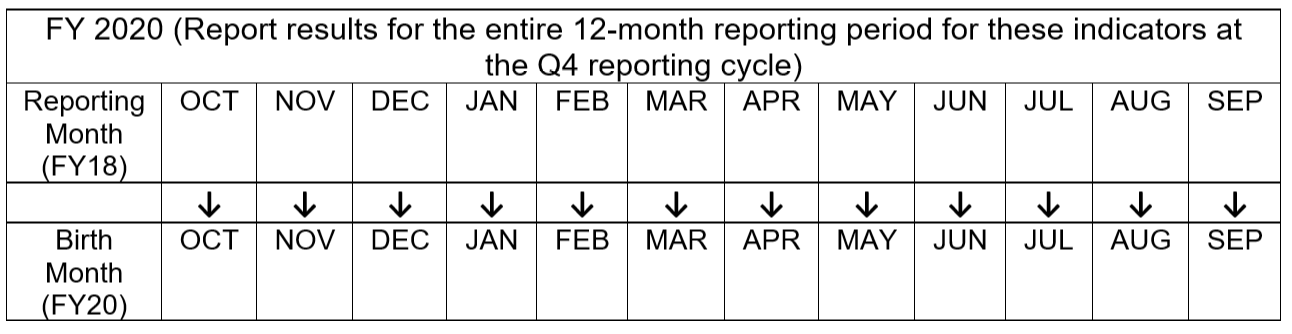 FY 2020 (Report results for the entire 12-month reporting period for these indicators at
the Q4 reporting cycle)
Reporting Month (FY18) OCT NOV DEC JAN FEB MAR APR MAY JUN JUL AUG SEP
↓ ↓ ↓ ↓ ↓ ↓ ↓ ↓ ↓ ↓ ↓ ↓
Birth Month (FY20) OCT NOV DEC JAN FEB MAR APR MAY JUN JUL AUG SEP